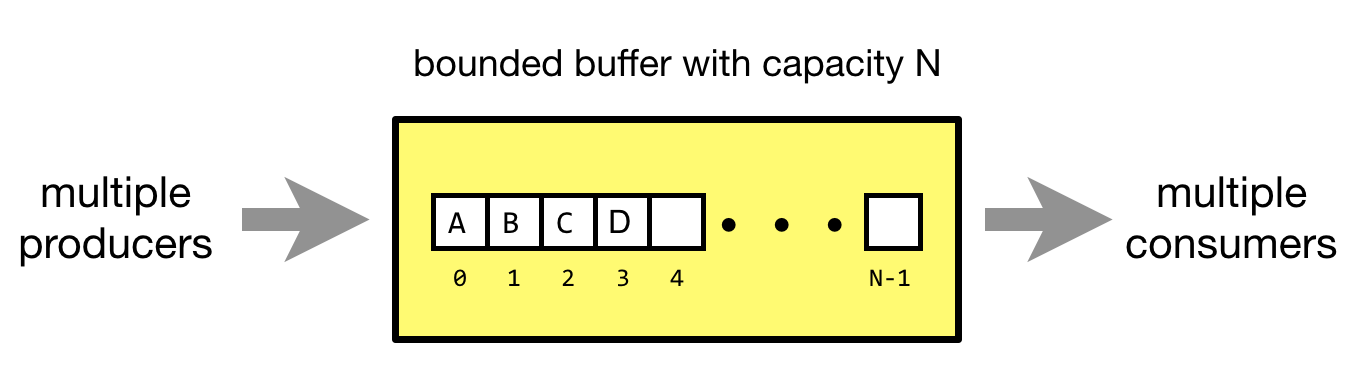 bounded buffer with capacity N
multiple
producers
A B C D
0 1 2 3 4 N-1
multiple
consumers